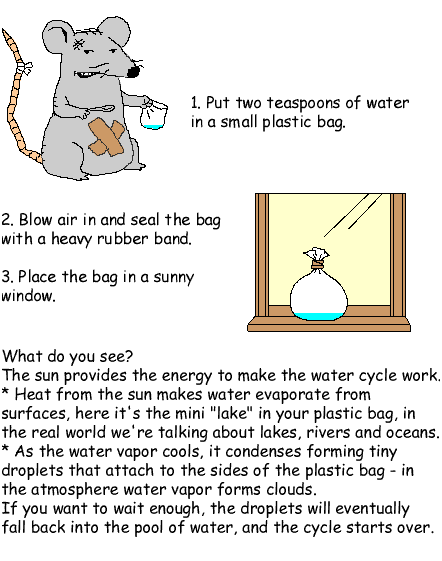 1. Put two teaspoons of water
in a small plastic bag.
2. Blow air in and seal the bag
with a heavy rubber band.
3. Place the bag in a sunny
window.
What do you see?
The sun provides the energy to make the water cycle work.
* Heat from the sun makes water evaporate from
surfaces, here it's the mini "lake" in your plastic bag, in
the real world we're talking about lakes, rivers and oceans.
* As the water vapor cools, it condenses forming tiny
droplets that attach to the sides of the plastic bag - in
the atmosphere water vapor forms clouds.
If you want to wait enough, the droplets will eventually
fall back into the pool of water, and the cycle starts over.